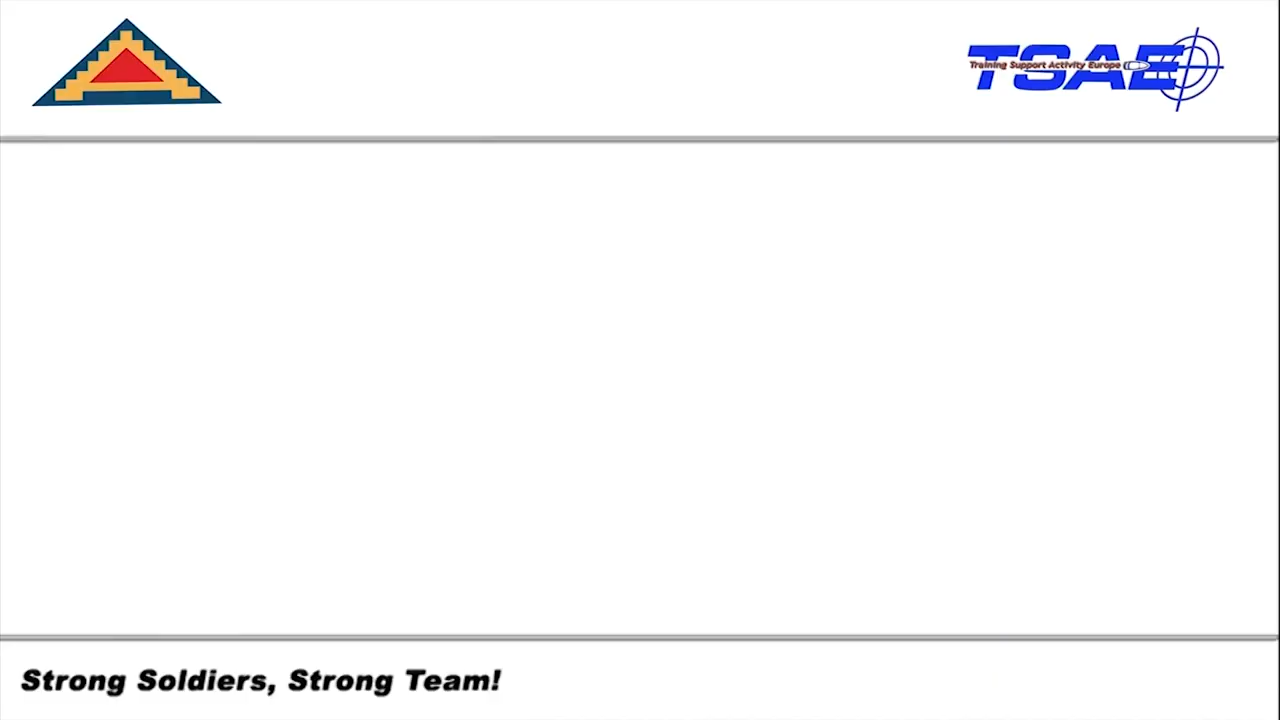 TSAE
Training Support Activity Europe
Strong Soldiers, Strong Team!